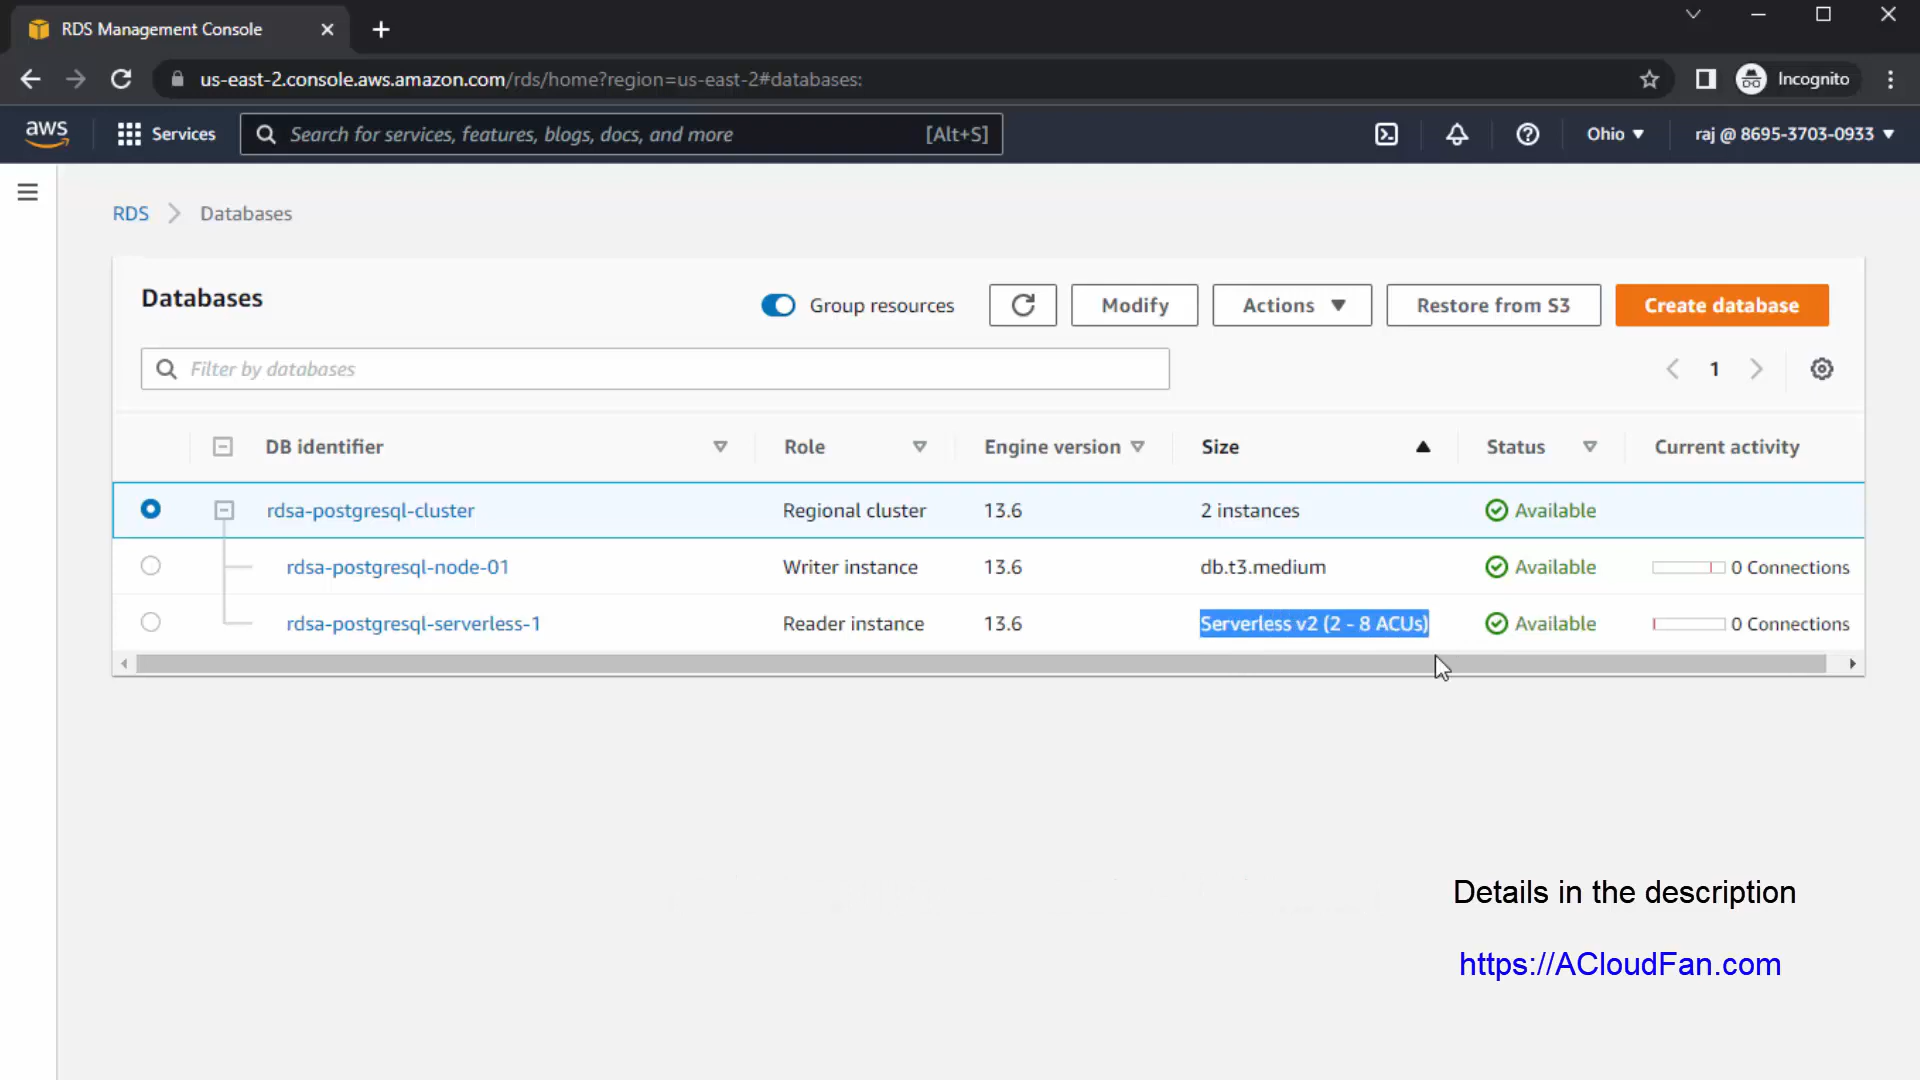 RDS Management Console
us-east-2.console.aws.amazon.com/rds/home?region=us-east-2#databases:
Incognito
aws
Services
Search for services, features, blogs, docs, and more
[Alt+S]
Ohio
raj @ 8695-3703-0933
RDS
Databases
Databases
Group resources
Modify
Actions
Restore from S3
Create database
Filter by databases
1
DB identifier Role Engine version Size Status Current activity
rdsa-postgresql-cluster Regional cluster 13.6 2 instances Available
rdsa-postgresql-node-01 Writer instance 13.6 db.t3.medium Available 0 Connections
rdsa-postgresql-serverless-1 Reader instance 13.6 Serverless v2 (2 - 8 ACUs) Available 0 Connections
Details in the description
https://ACloudFan.com